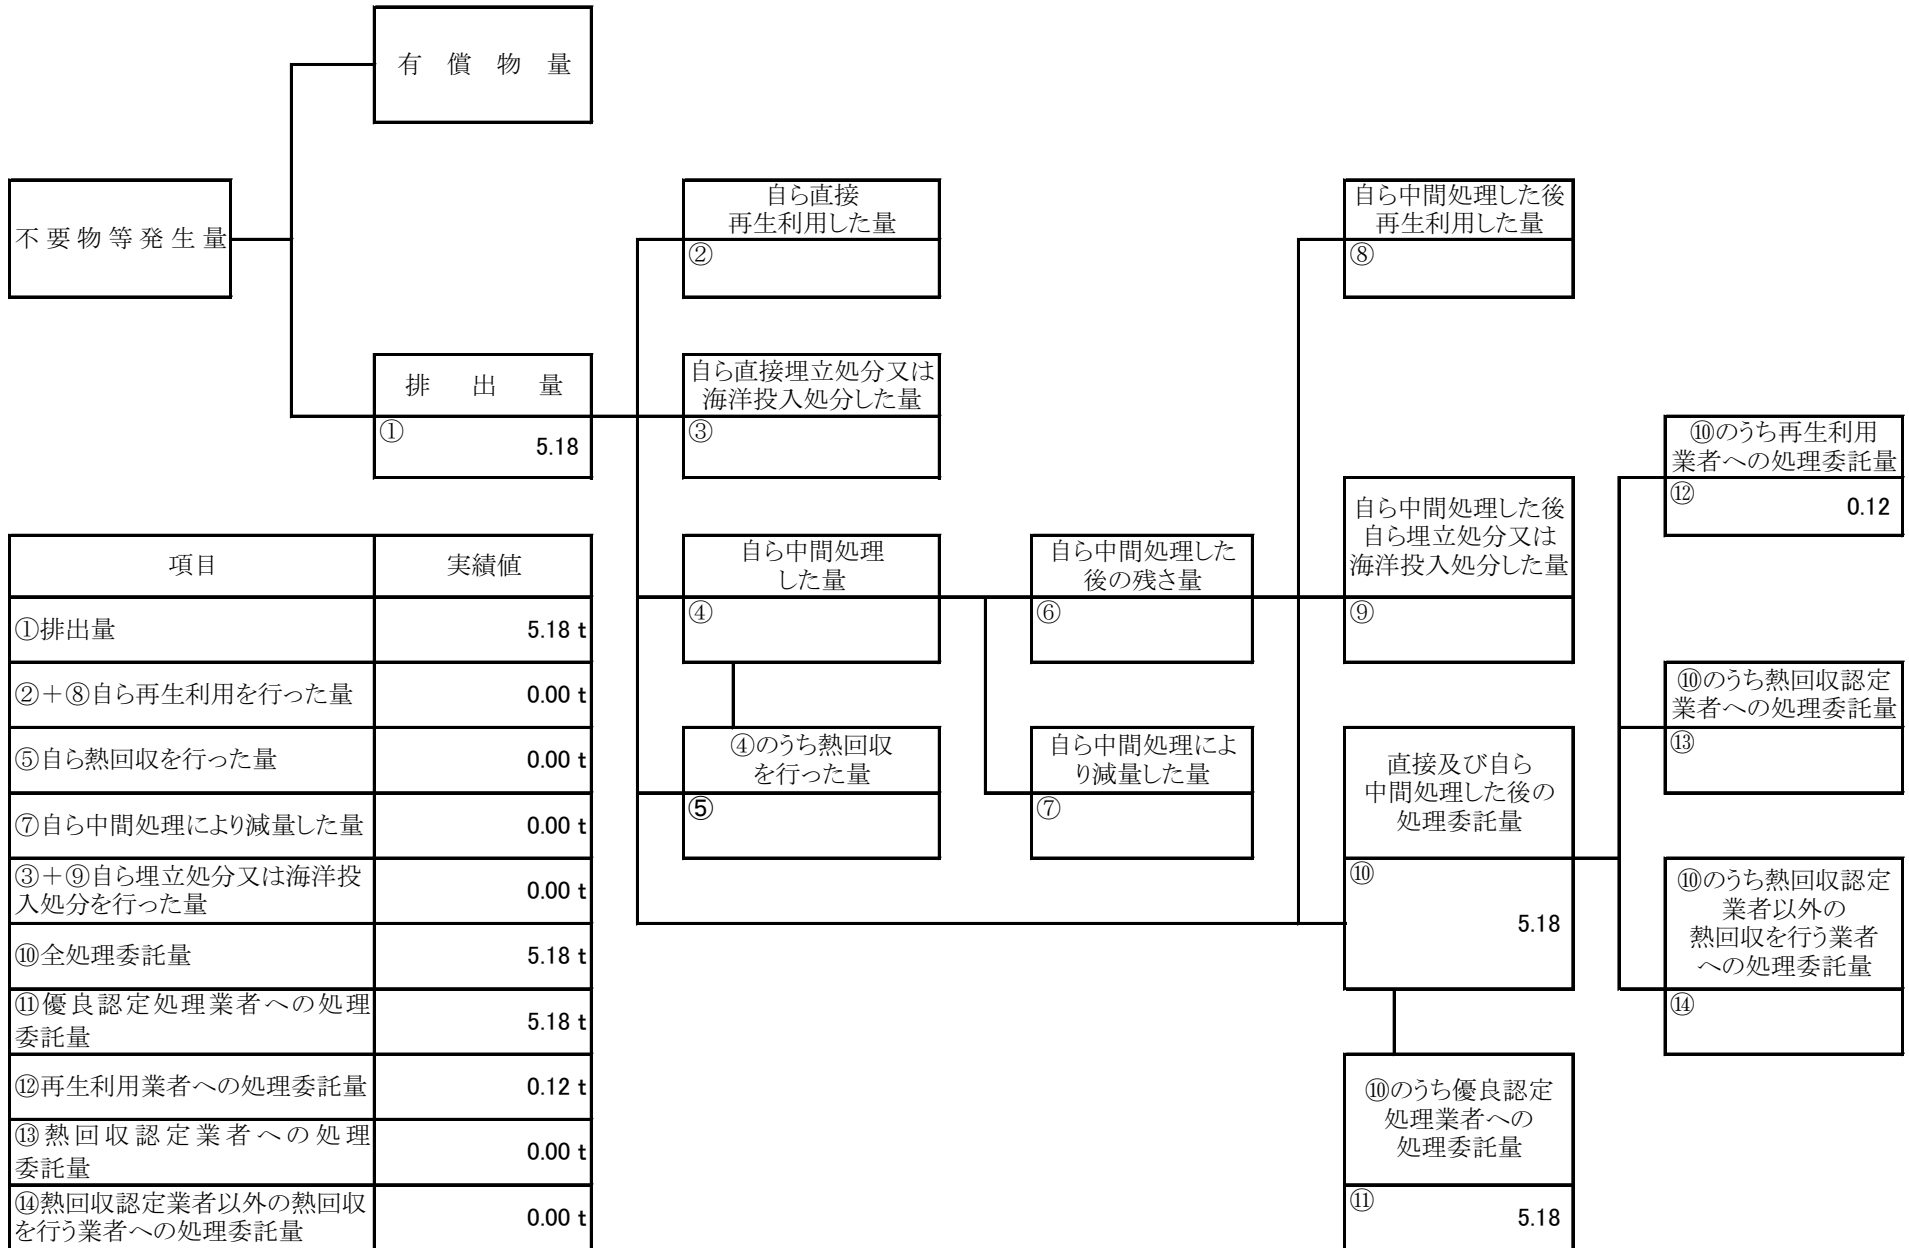 有償物量
不要物等発生量
排出量
①
5.18
自ら直接
再生利用した量
②
自ら直接埋立処分又は
海洋投入処分した量
③
自ら中間処理
した量
④
④のうち熱回収
を行った量
⑤
自ら中間処理した
後の残さ量
⑥
自ら中間処理によ
り減量した量
⑦
自ら中間処理した後
再生利用した量
⑧
自ら中間処理した後
自ら埋立処分又は
海洋投入処分した量
⑨
直接及び自ら
中間処理した後の
処理委託量
⑩
5.18
⑩のうち優良認定
処理業者への
処理委託量
⑪
5.18
⑩のうち再生利用
業者への処理委託量
⑫
0.12
⑩のうち熱回収認定
業者への処理委託量
⑬
⑩のうち熱回収認定
業者以外の
熱回収を行う業者
への処理委託量
⑭
項目 実績値
①排出量 5.18 t
②＋⑧自ら再生利用を行った量 0.00 t
⑤自ら熱回収を行った量 0.00 t
⑦自ら中間処理により減量した量 0.00 t
③＋⑨自ら埋立処分又は海洋投
入処分を行った量 0.00 t
⑩全処理委託量 5.18 t
⑪優良認定処理業者への処理
委託量 5.18 t
⑫再生利用業者への処理委託量 0.12 t
⑬熱回収認定業者への処理
委託量 0.00 t
⑭熱回収認定業者以外の熱回収
を行う業者への処理委託量 0.00 t